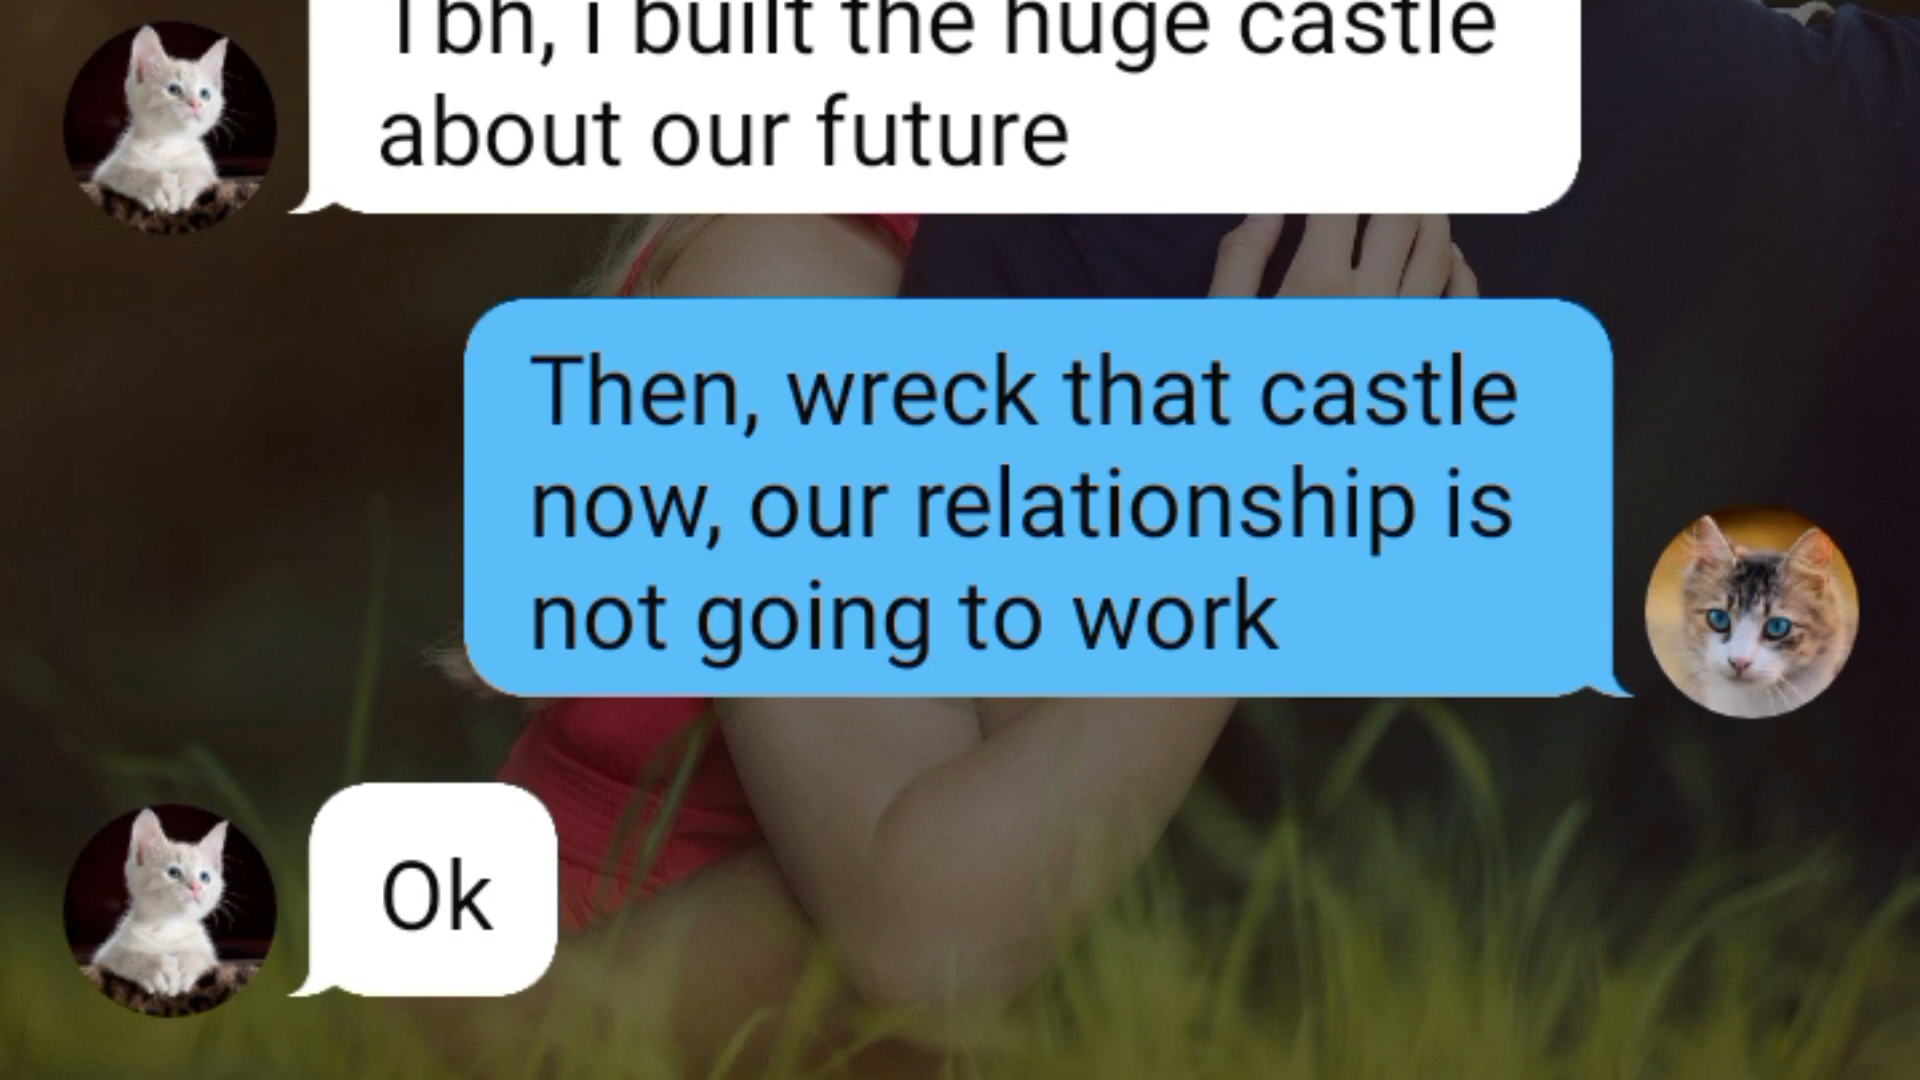 Tbh, i built the huge castle
about our future
Then, wreck that castle
now, our relationship is
not going to work
Ok